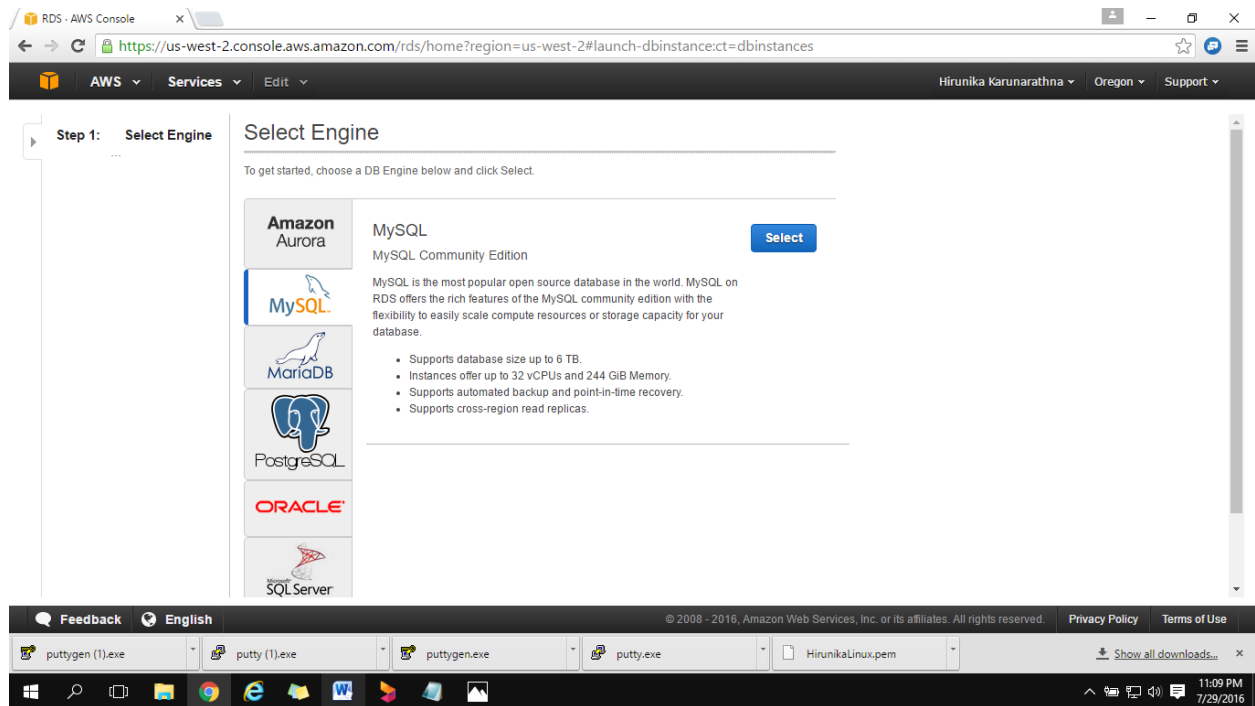 RDS · AWS Console
https://us-west-2.console.aws.amazon.com/rds/home?region=us-west-2#launch-dbinstance:ct=dbinstances
AWS Services Edit Hirunika Karunarathna Oregon Support
Step 1: Select Engine
...
Select Engine
To get started, choose a DB Engine below and click Select.
Amazon
Aurora
MySQL
MariaDB
PostgreSQL
ORACLE
Microsoft
SQL Server
MySQL
Select
MySQL Community Edition
MySQL is the most popular open source database in the world. MySQL on
RDS offers the rich features of the MySQL community edition with the
flexibility to easily scale compute resources or storage capacity for your
database.
• Supports database size up to 6 TB.
• Instances offer up to 32 vCPUs and 244 GiB Memory.
• Supports automated backup and point-in-time recovery.
• Supports cross-region read replicas.
Feedback English © 2008 - 2016, Amazon Web Services, Inc. or its affiliates. All rights reserved. Privacy Policy Terms of Use
puttygen (1).exe putty (1).exe puttygen.exe putty.exe HirunikaLinux.pem Show all downloads...
11:09 PM
7/29/2016